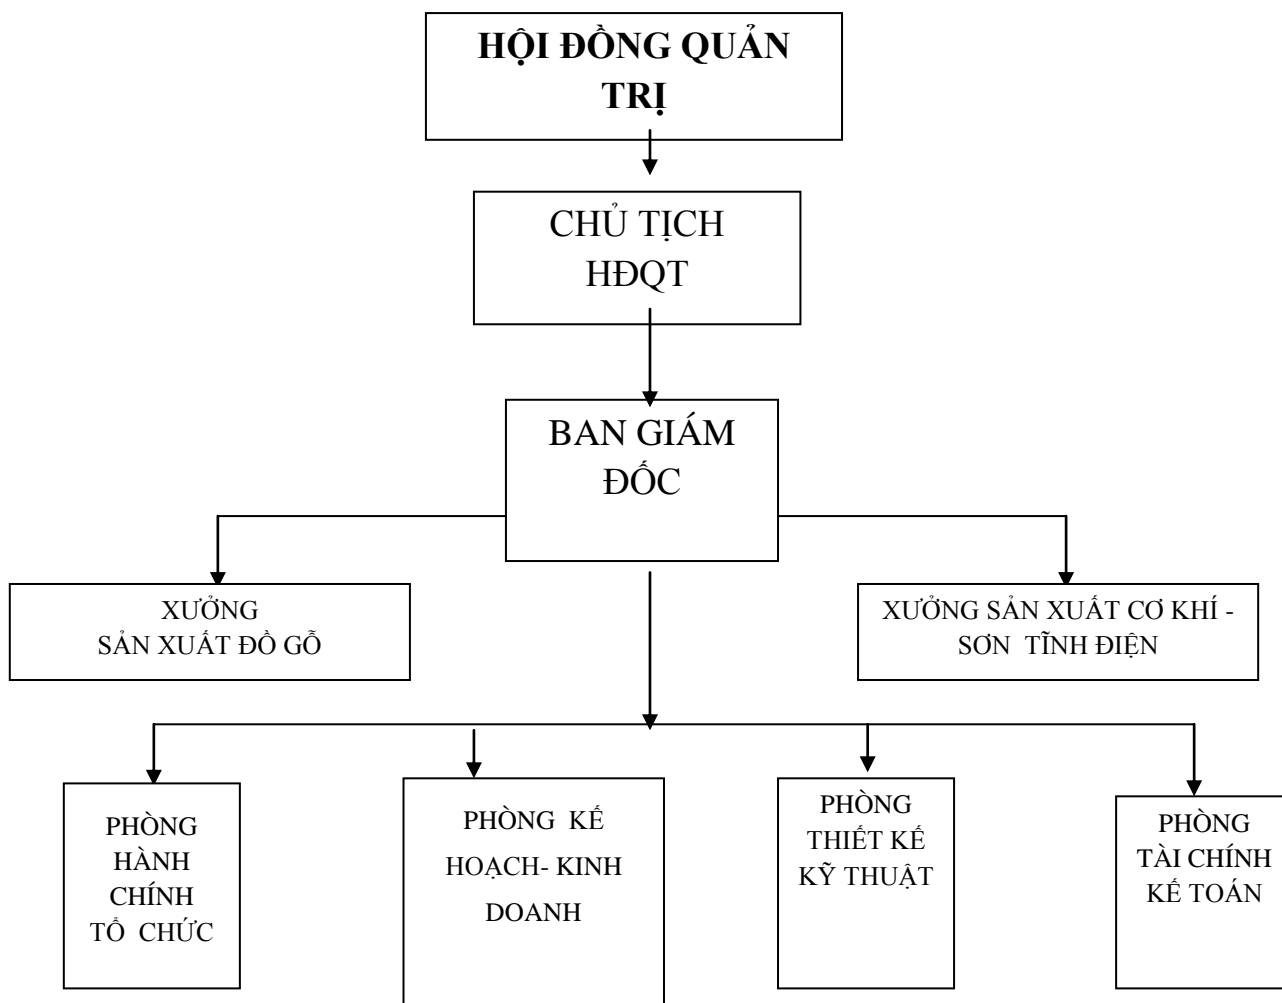 HỘI ĐỒNG QUẢN
TRỊ
CHỦ TỊCH
HĐQT
BAN GIÁM
ĐỐC
XƯỞNG
SẢN XUẤT ĐỒ GỖ
XƯỞNG SẢN XUẤT CƠ KHÍ -
SƠN TĨNH ĐIỆN
PHÒNG
HÀNH
CHÍNH
TỔ CHỨC
PHÒNG KẾ
HOẠCH- KINH
DOANH
PHÒNG
THIẾT KẾ
KỸ THUẬT
PHÒNG
TÀI CHÍNH
KẾ TOÁN